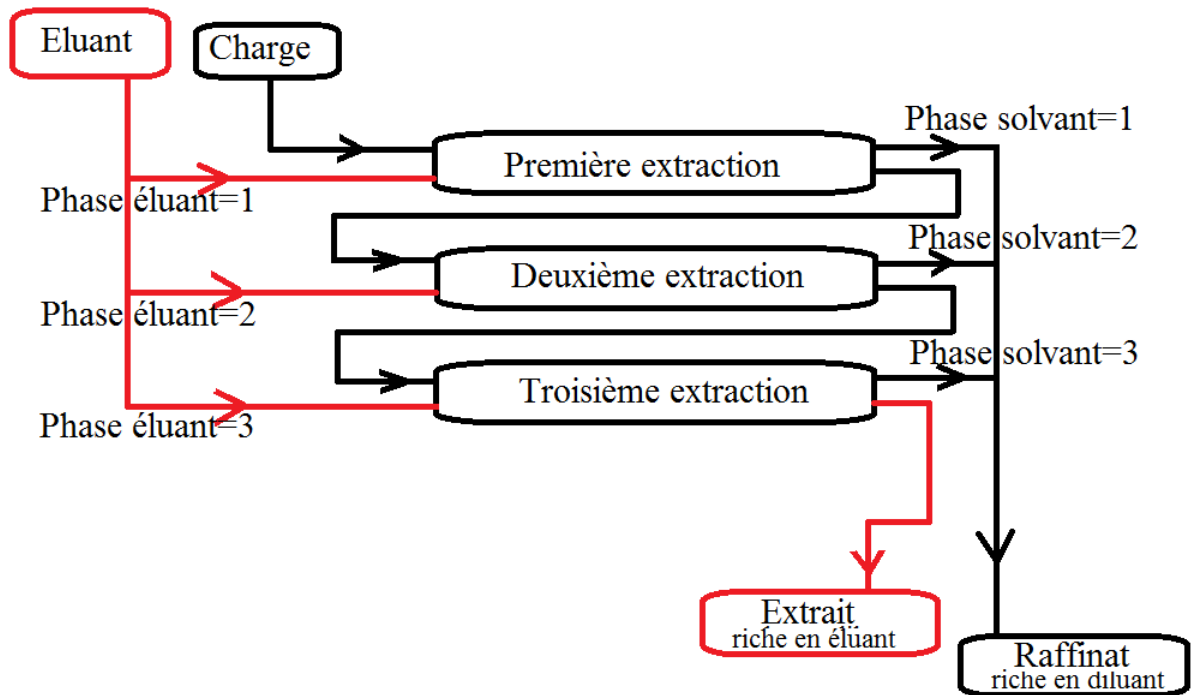 Eluant
Charge
Phase solvant=1
Première extraction
Phase éluant=1
Phase solvant=2
Deuxième extraction
Phase éluant=2
Phase solvant=3
Troisième extraction
Phase éluant=3
Extrait
riche en éluant
Raffinat
riche en diluant